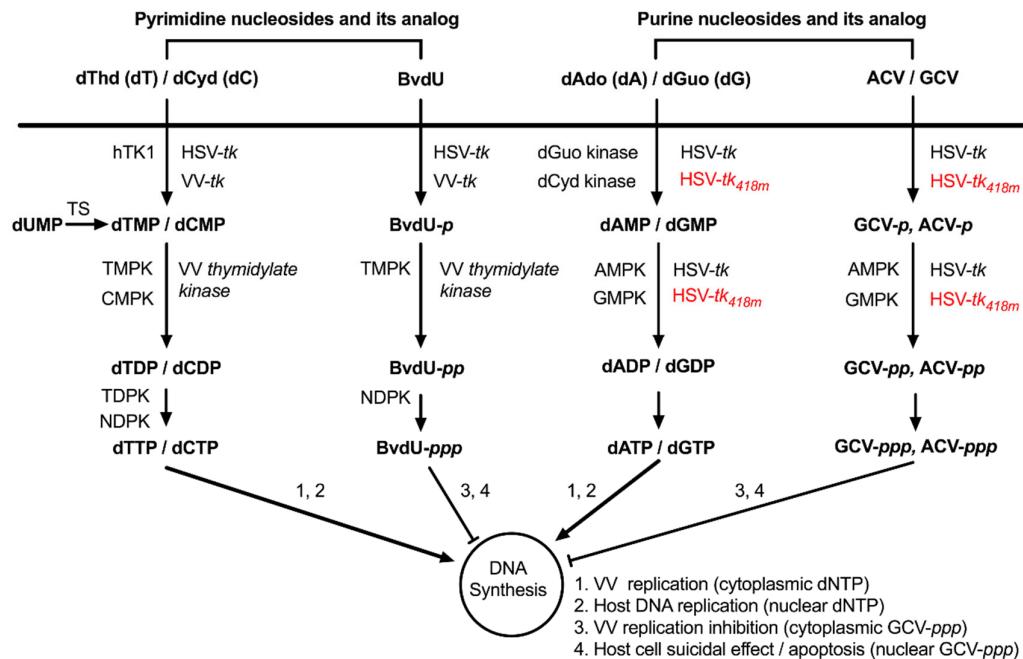 Pyrimidine nucleosides and its analog
Purine nucleosides and its analog
dThd (dT) / dCyd (dC)
BvdU
dAdo (dA) / dGuo (dG)
ACV / GCV
hTK1
HSV-tk
VV-tk
HSV-tk
VV-tk
dGuo kinase
dCyd kinase
HSV-tk
HSV-tk418m
HSV-tk
HSV-tk418m
dUMP
TS
dTMP / dCMP
BvdU-p
dAMP / dGMP
GCV-p, ACV-p
TMPK
CMPK
VV thymidylate
kinase
TMPK
VV thymidylate
kinase
AMPK
GMPK
HSV-tk
HSV-tk418m
AMPK
GMPK
HSV-tk
HSV-tk418m
dTDP / dCDP
BvdU-pp
dADP / dGDP
GCV-pp, ACV-pp
TDPK
NDPK
NDPK
dTTP / dCTP
BvdU-ppp
dATP / dGTP
GCV-ppp, ACV-ppp
1, 2
3, 4
1, 2
3, 4
DNA
Synthesis
1. VV replication (cytoplasmic dNTP)
2. Host DNA replication (nuclear dNTP)
3. VV replication inhibition (cytoplasmic GCV-ppp)
4. Host cell suicidal effect / apoptosis (nuclear GCV-ppp)